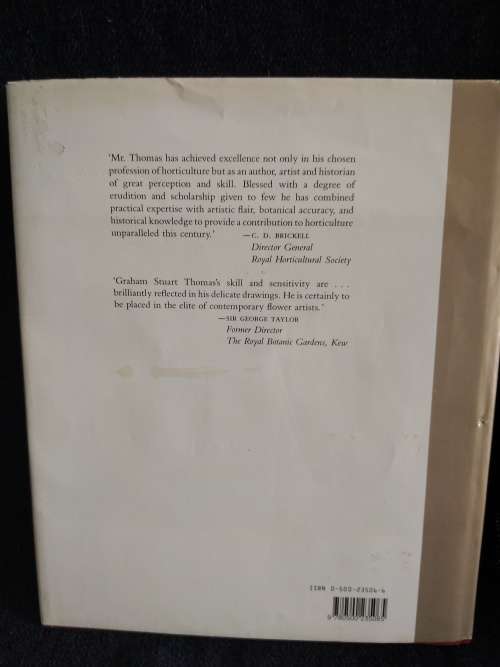 'Mr. Thomas has achieved excellence not only in his chosen
profession of horticulture but as an author, artist and historian
of great perception and skill. Blessed with a degree of
erudition and scholarship given to few he has combined
practical expertise with artistic flair, botanical accuracy, and
historical knowledge to provide a contribution to horticulture
unparalleled this century.' —C. D. BRICKELL
Director General
Royal Horticultural Society
'Graham Stuart Thomas's skill and sensitivity are . . .
brilliantly reflected in his delicate drawings. He is certainly to
be placed in the elite of contemporary flower artists.'
—SIR GEORGE TAYLOR
Former Director
The Royal Botanic Gardens, Kew
ISBN 0-500-23506-6